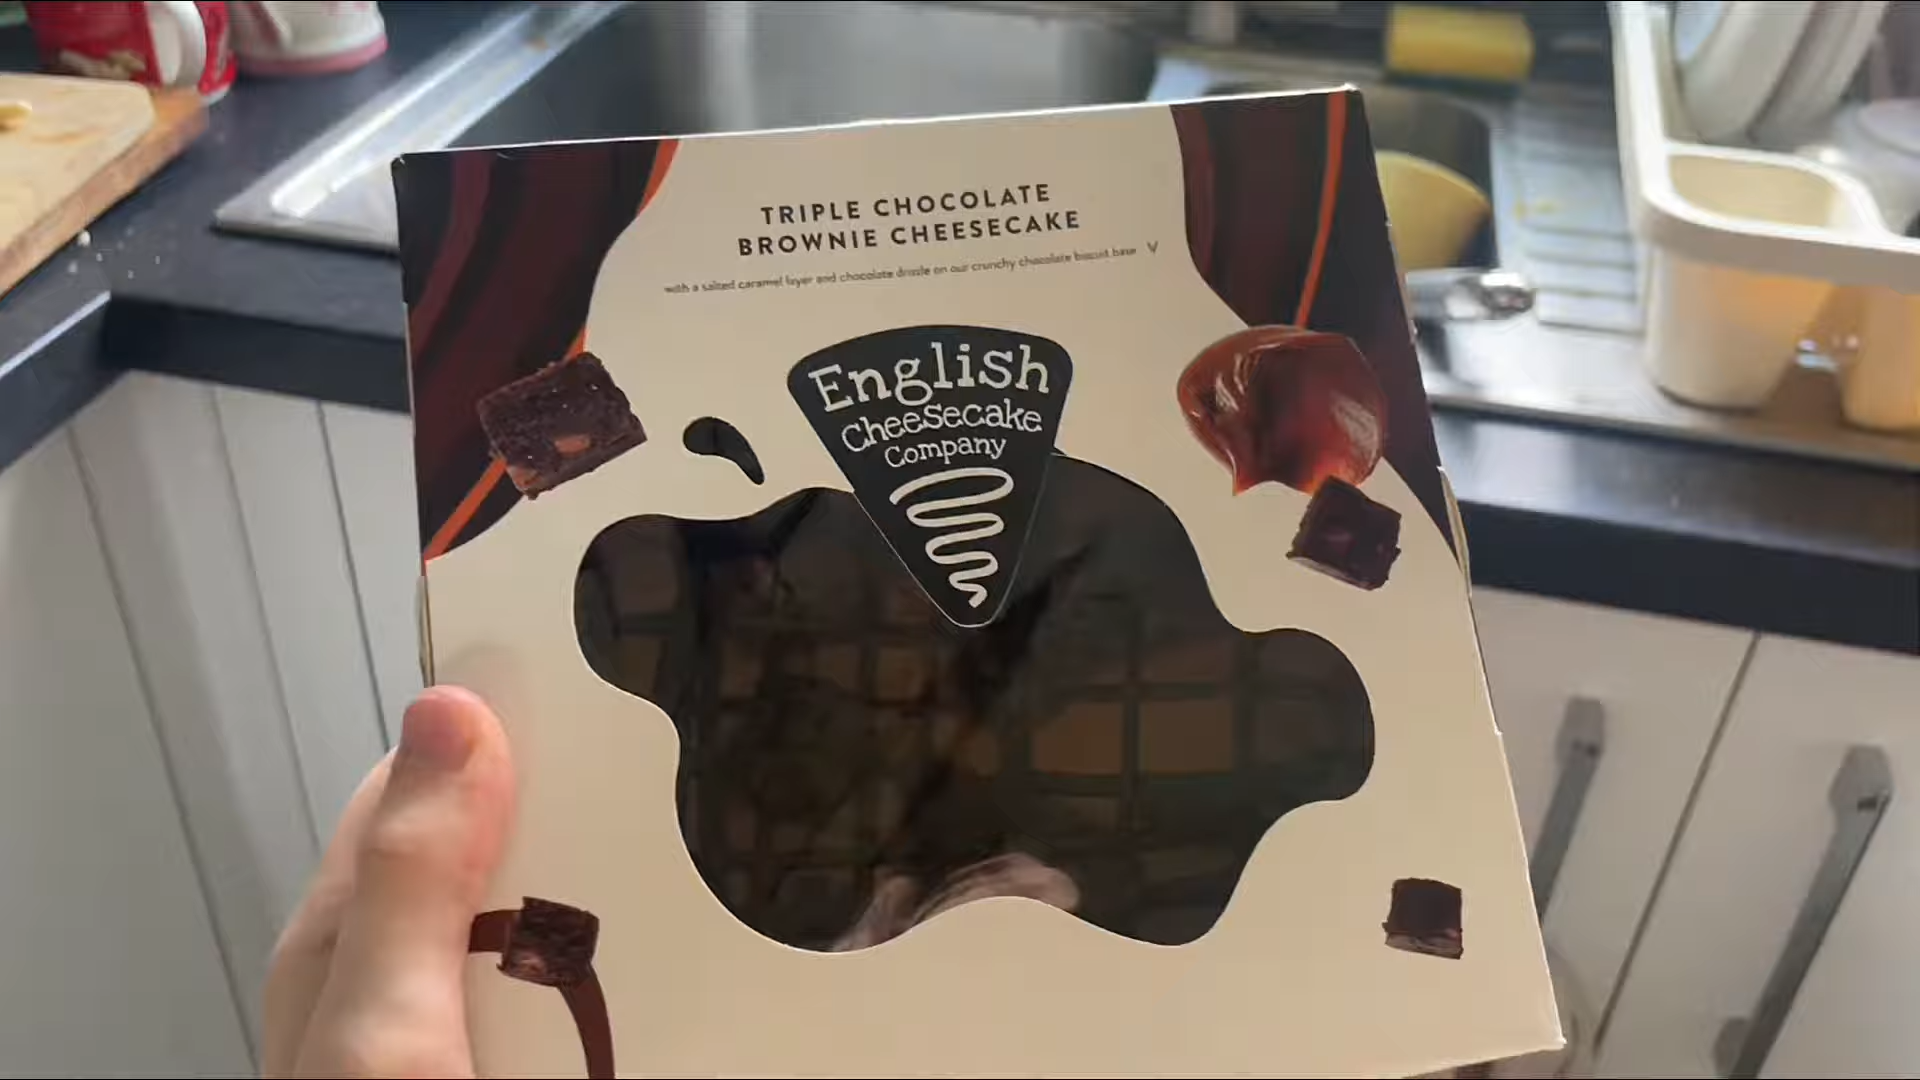 TRIPLE CHOCOLATE
BROWNIE CHEESECAKE
with a salted caramel layer and chocolate drizzle on our crunchy chocolate biscuit base V
English
Cheesecake
Company